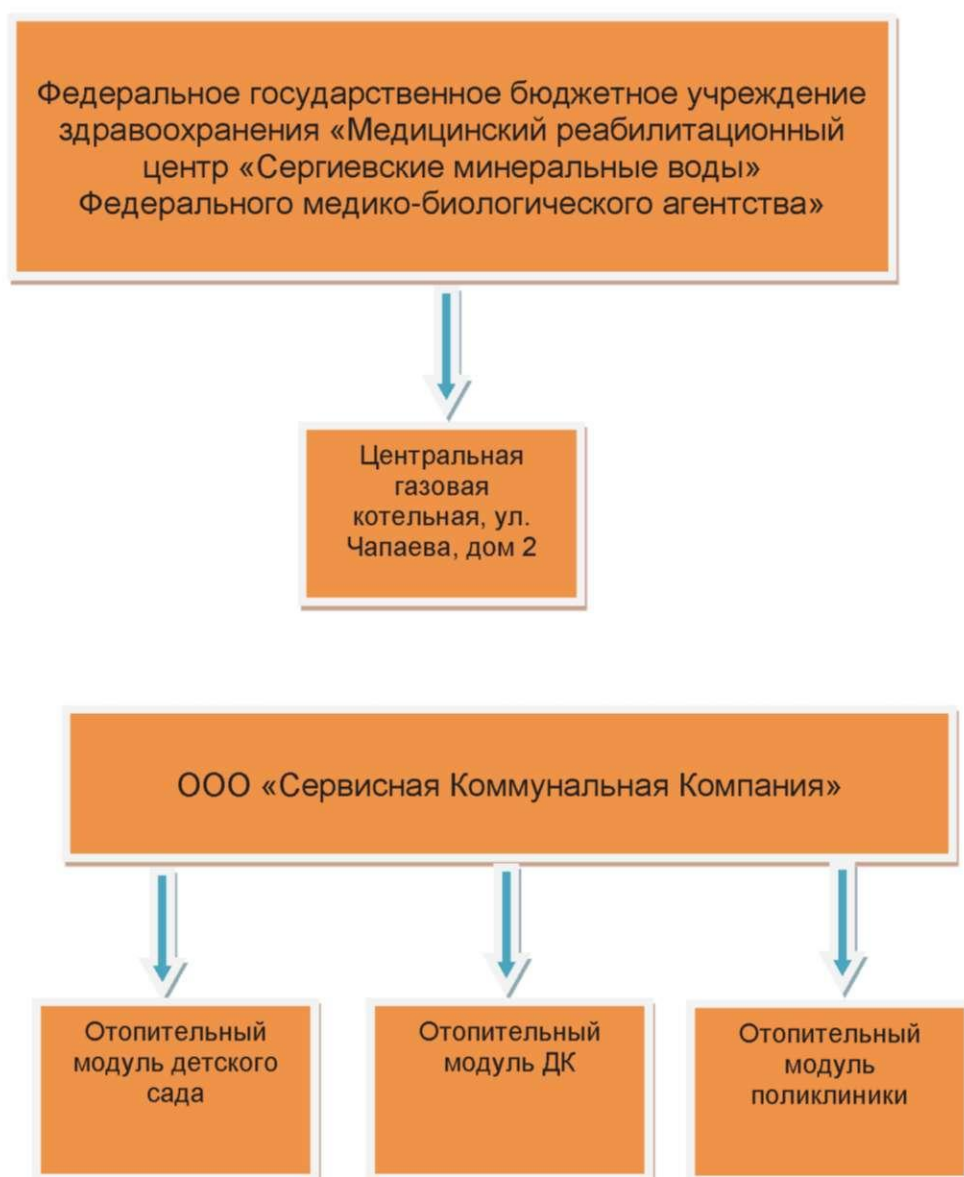 Федеральное государственное бюджетное учреждение
здравоохранения «Медицинский реабилитационный
центр «Сергиевские минеральные воды»
Федерального медико-биологического агентства»
Центральная
газовая
котельная, ул.
Чапаева, дом 2
ООО «Сервисная Коммунальная Компания»
Отопительный
модуль детского
сада
Отопительный
модуль ДК
Отопительный
модуль
поликлиники